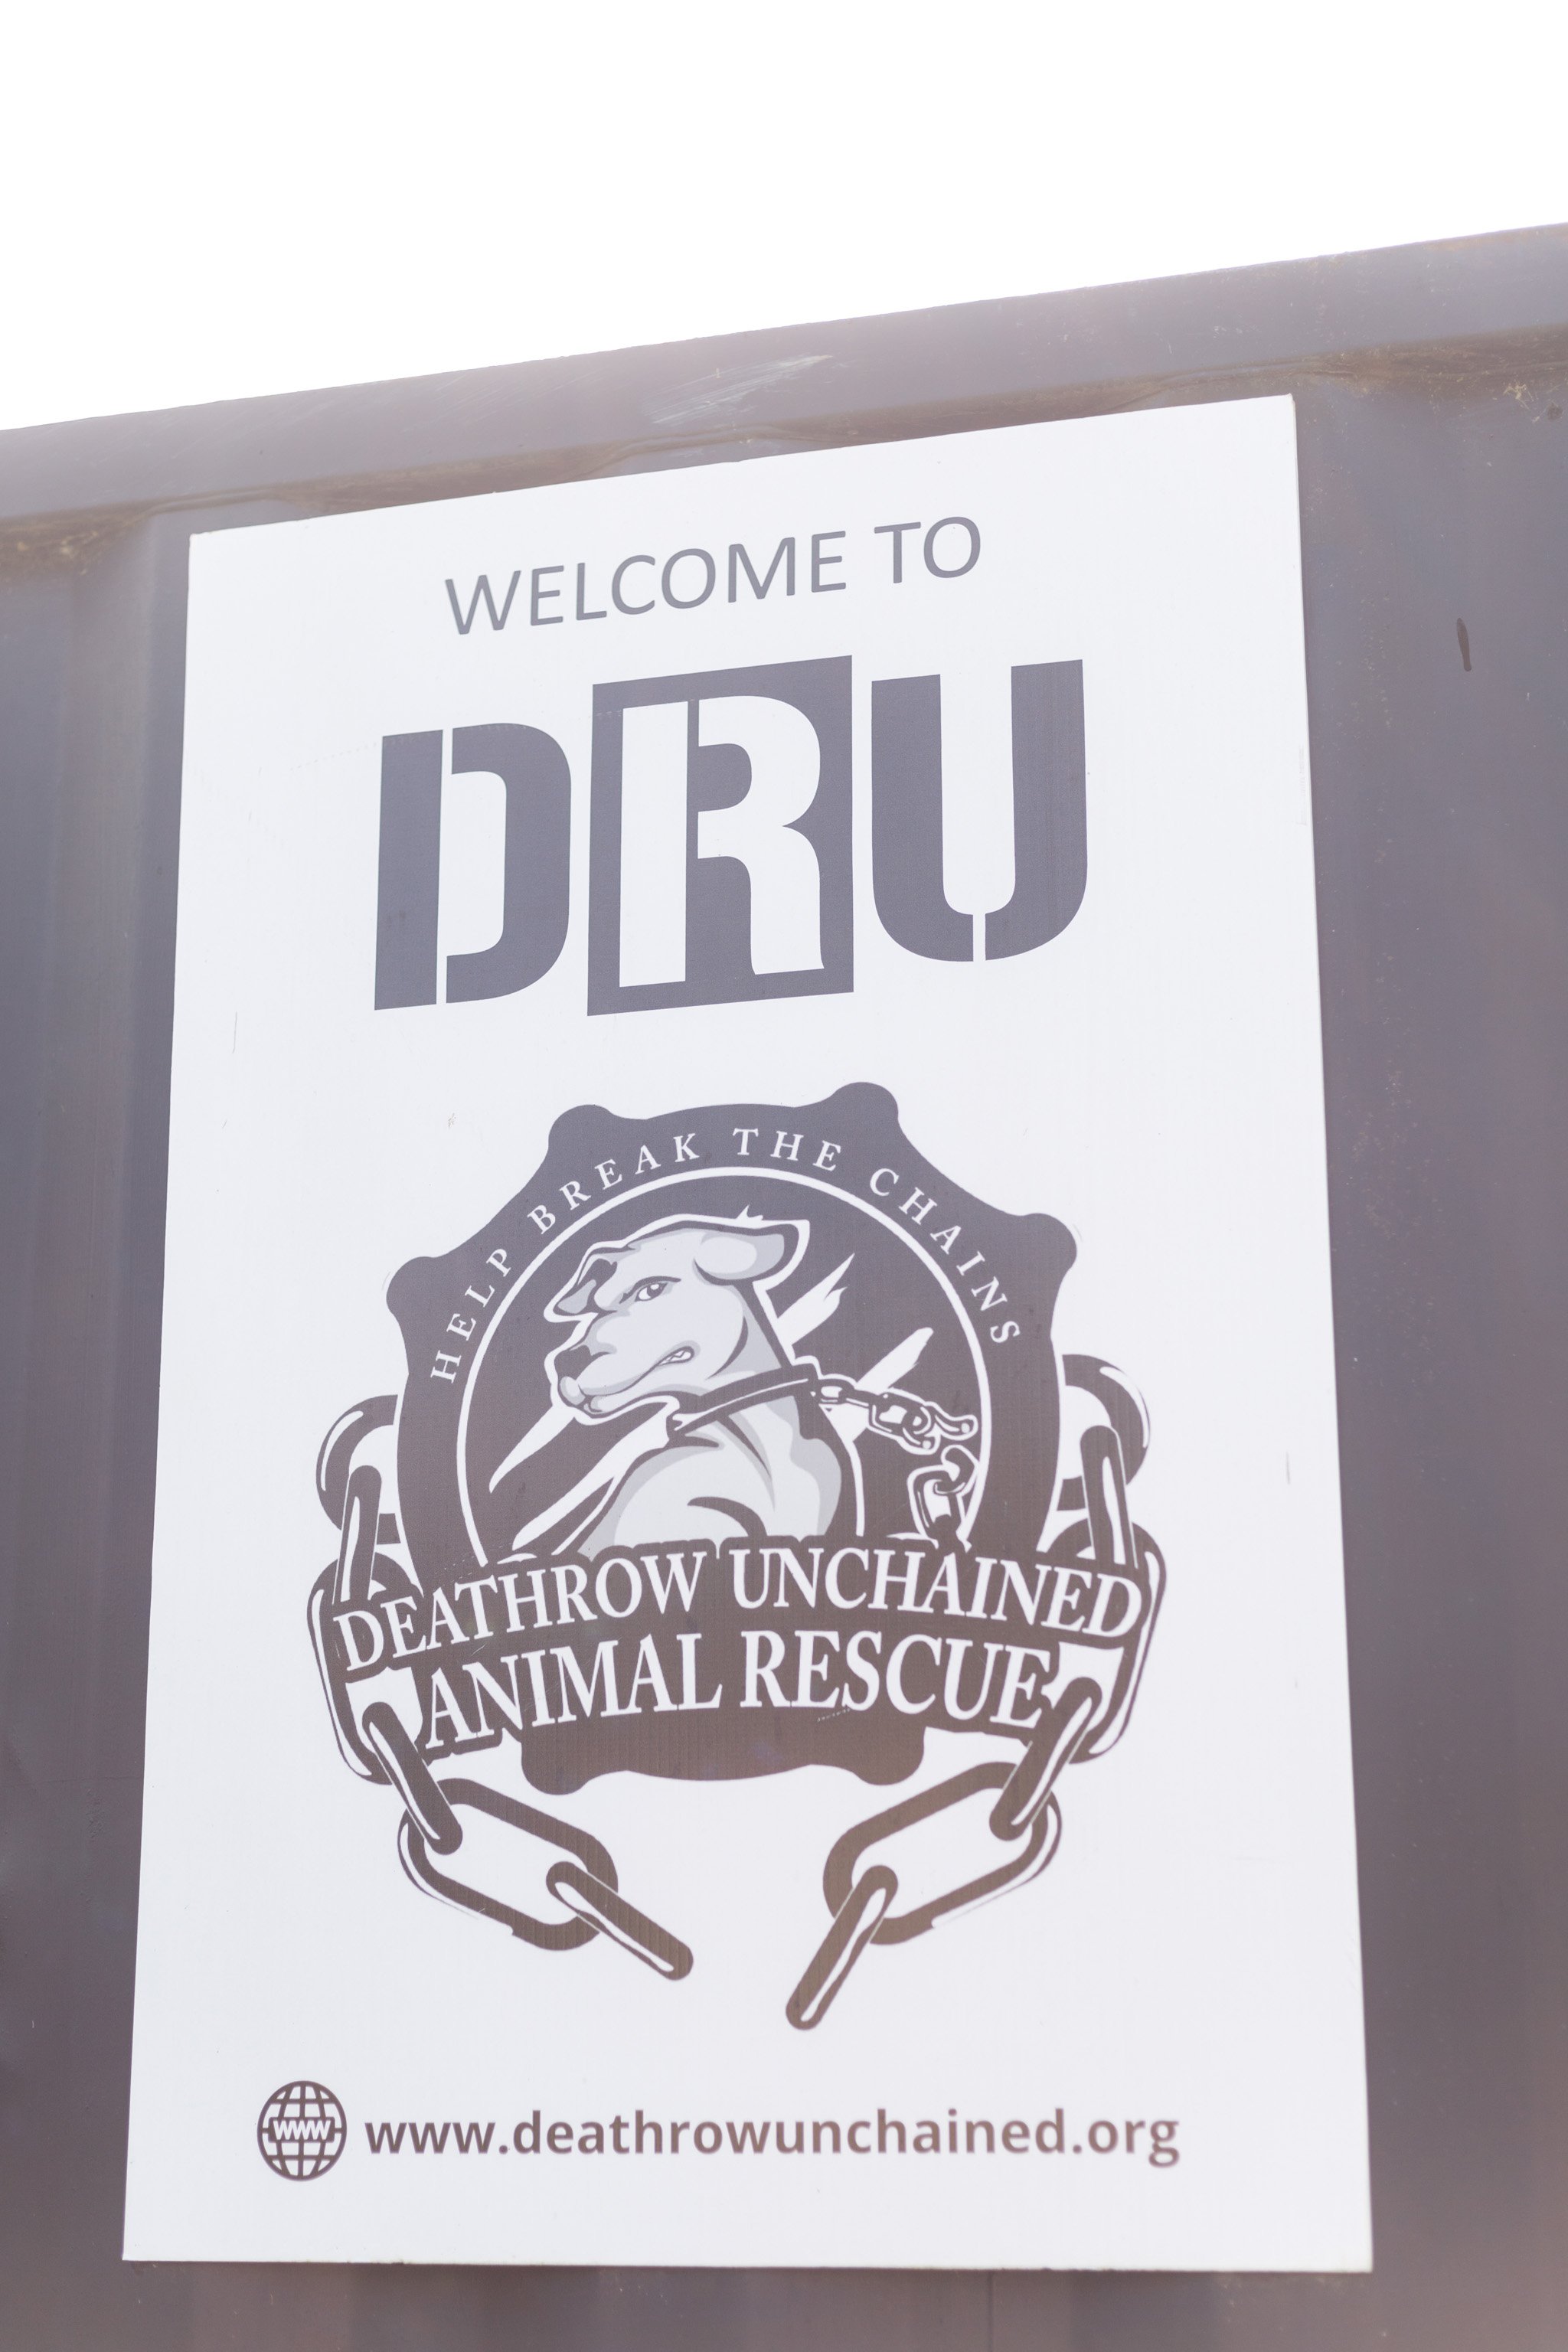 WELCOME TO
DRU
HELP BREAK THE CHAINS
DEATHROW UNCHAINED
ANIMAL RESCUE
www
www.deathrowunchained.org